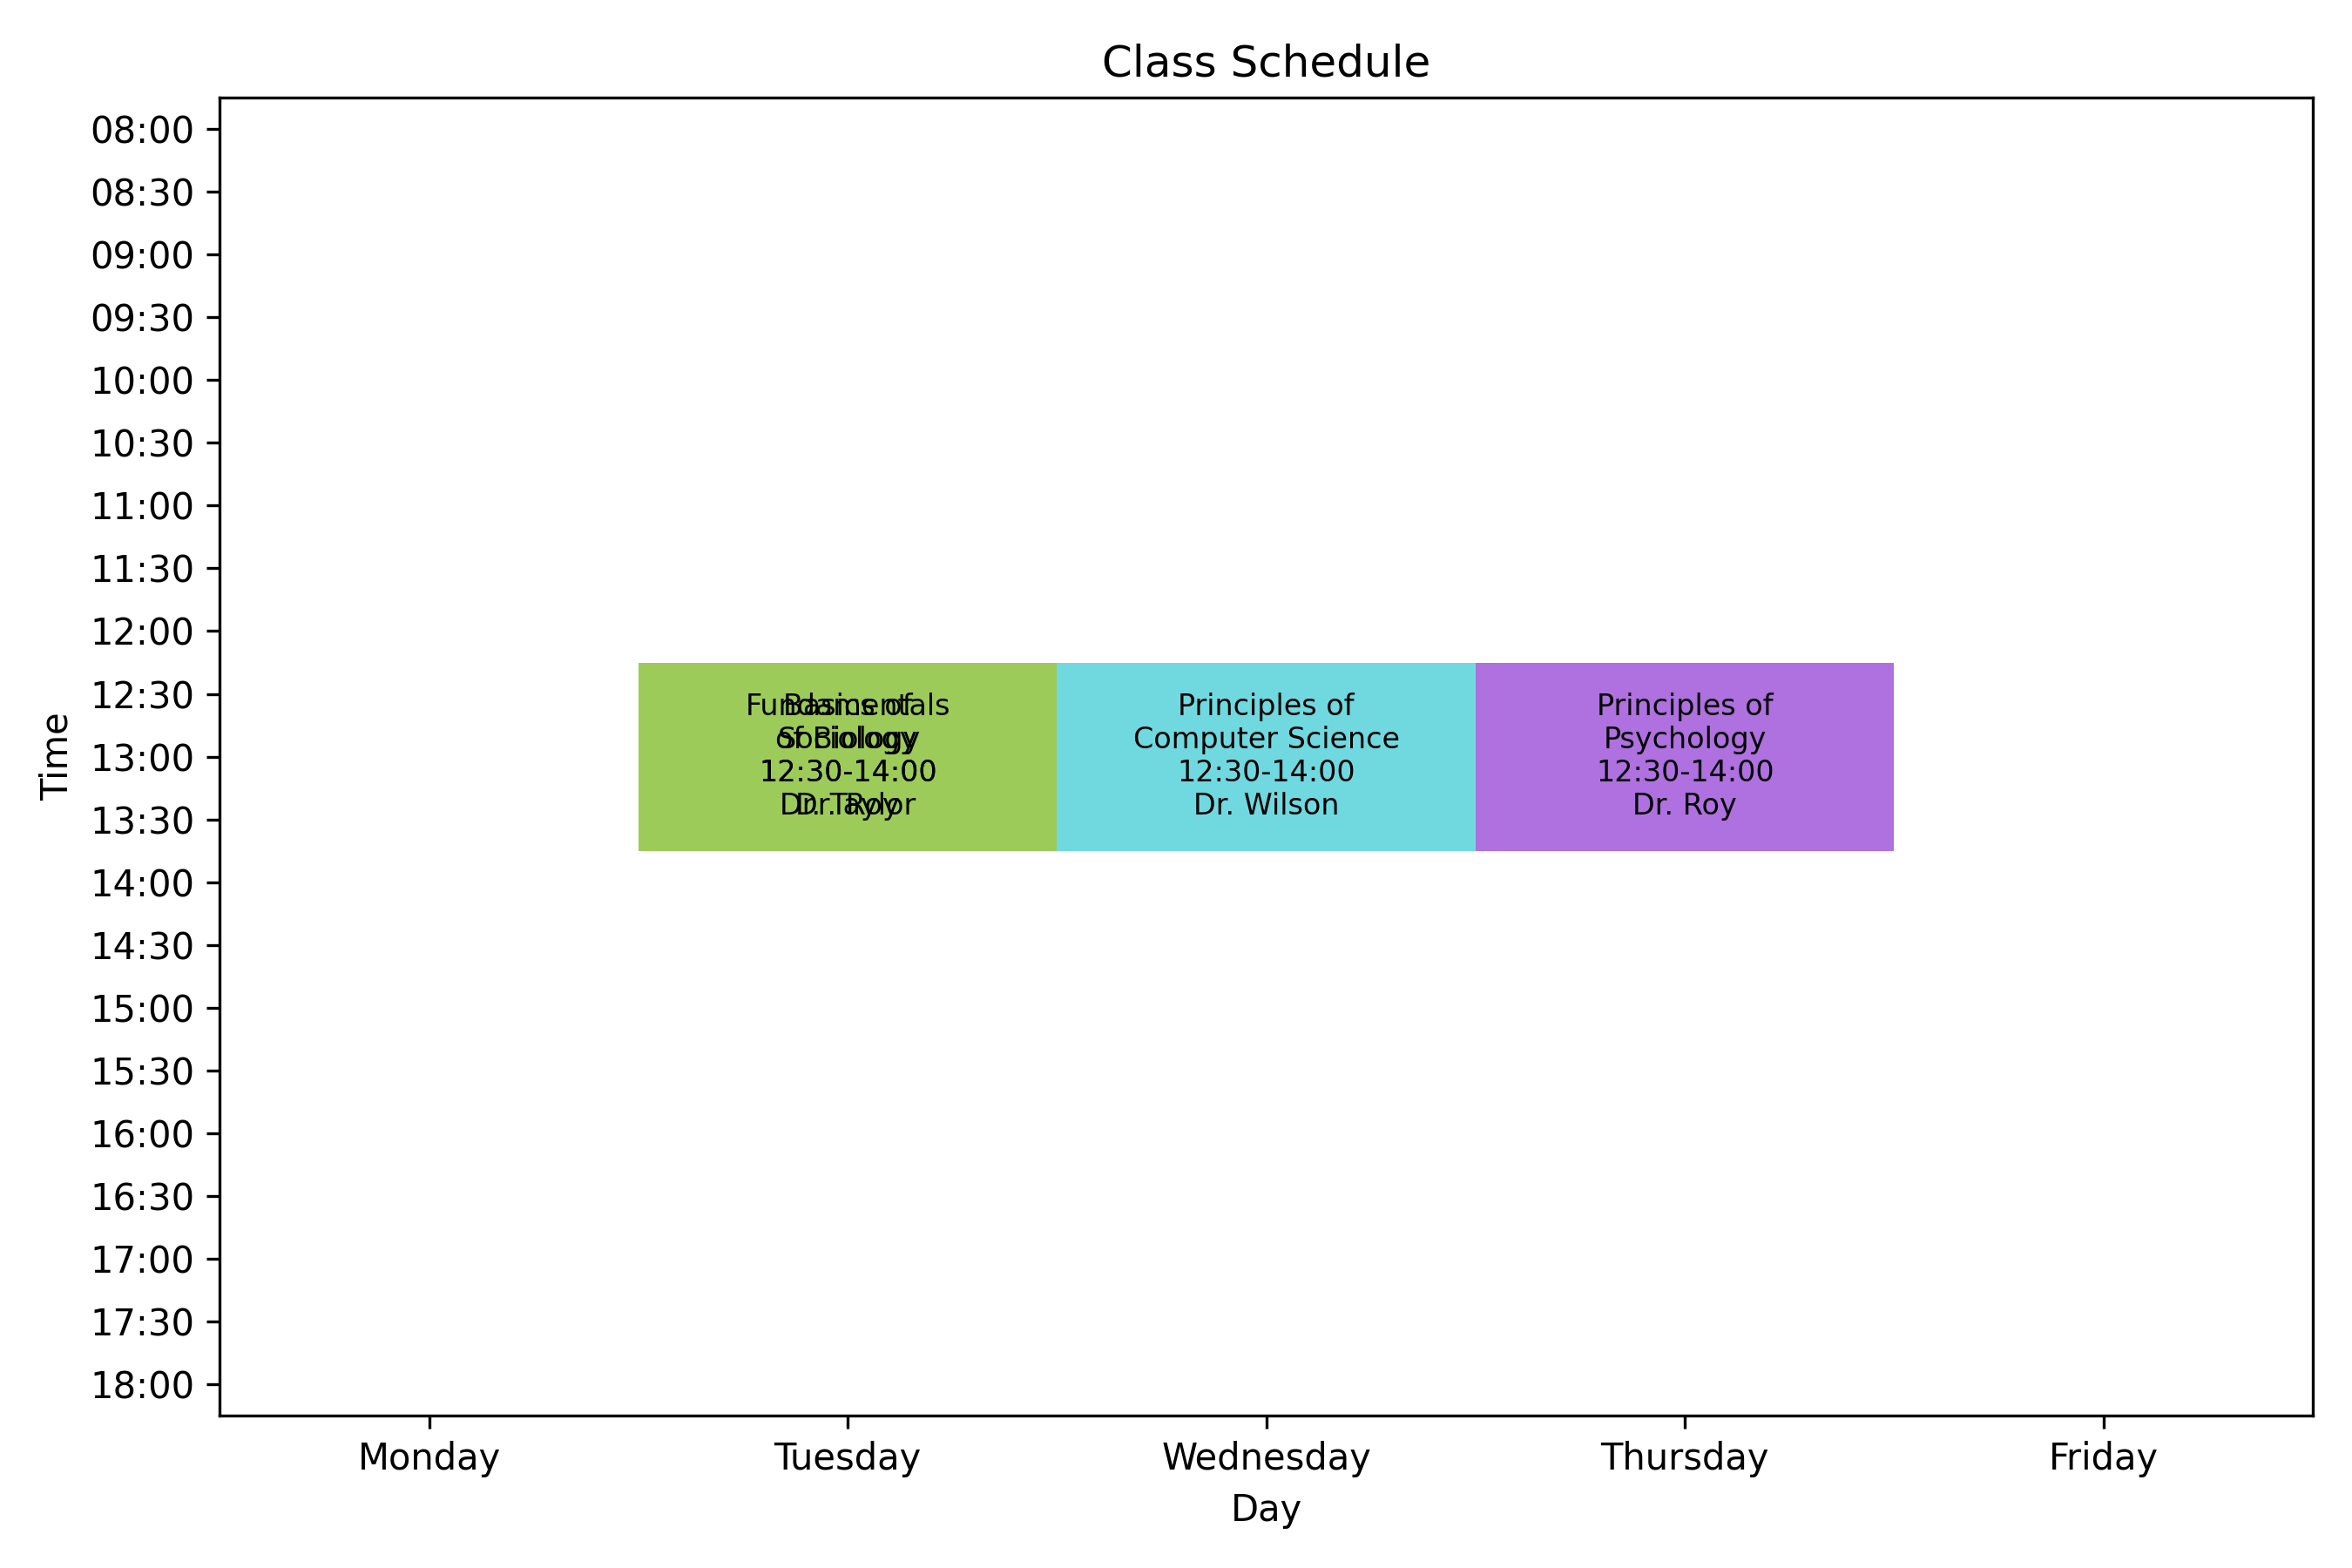 Class Schedule
Time
08:00
08:30
09:00
09:30
10:00
10:30
11:00
11:30
12:00
12:30
13:00
13:30
14:00
14:30
15:00
15:30
16:00
16:30
17:00
17:30
18:00
Fundamentals
of Biology
12:30-14:00
Dr. Taylor
Basics of
Sociology
12:30-14:00
Dr. Roy
Principles of
Computer Science
12:30-14:00
Dr. Wilson
Principles of
Psychology
12:30-14:00
Dr. Roy
Monday
Tuesday
Wednesday
Thursday
Friday
Day